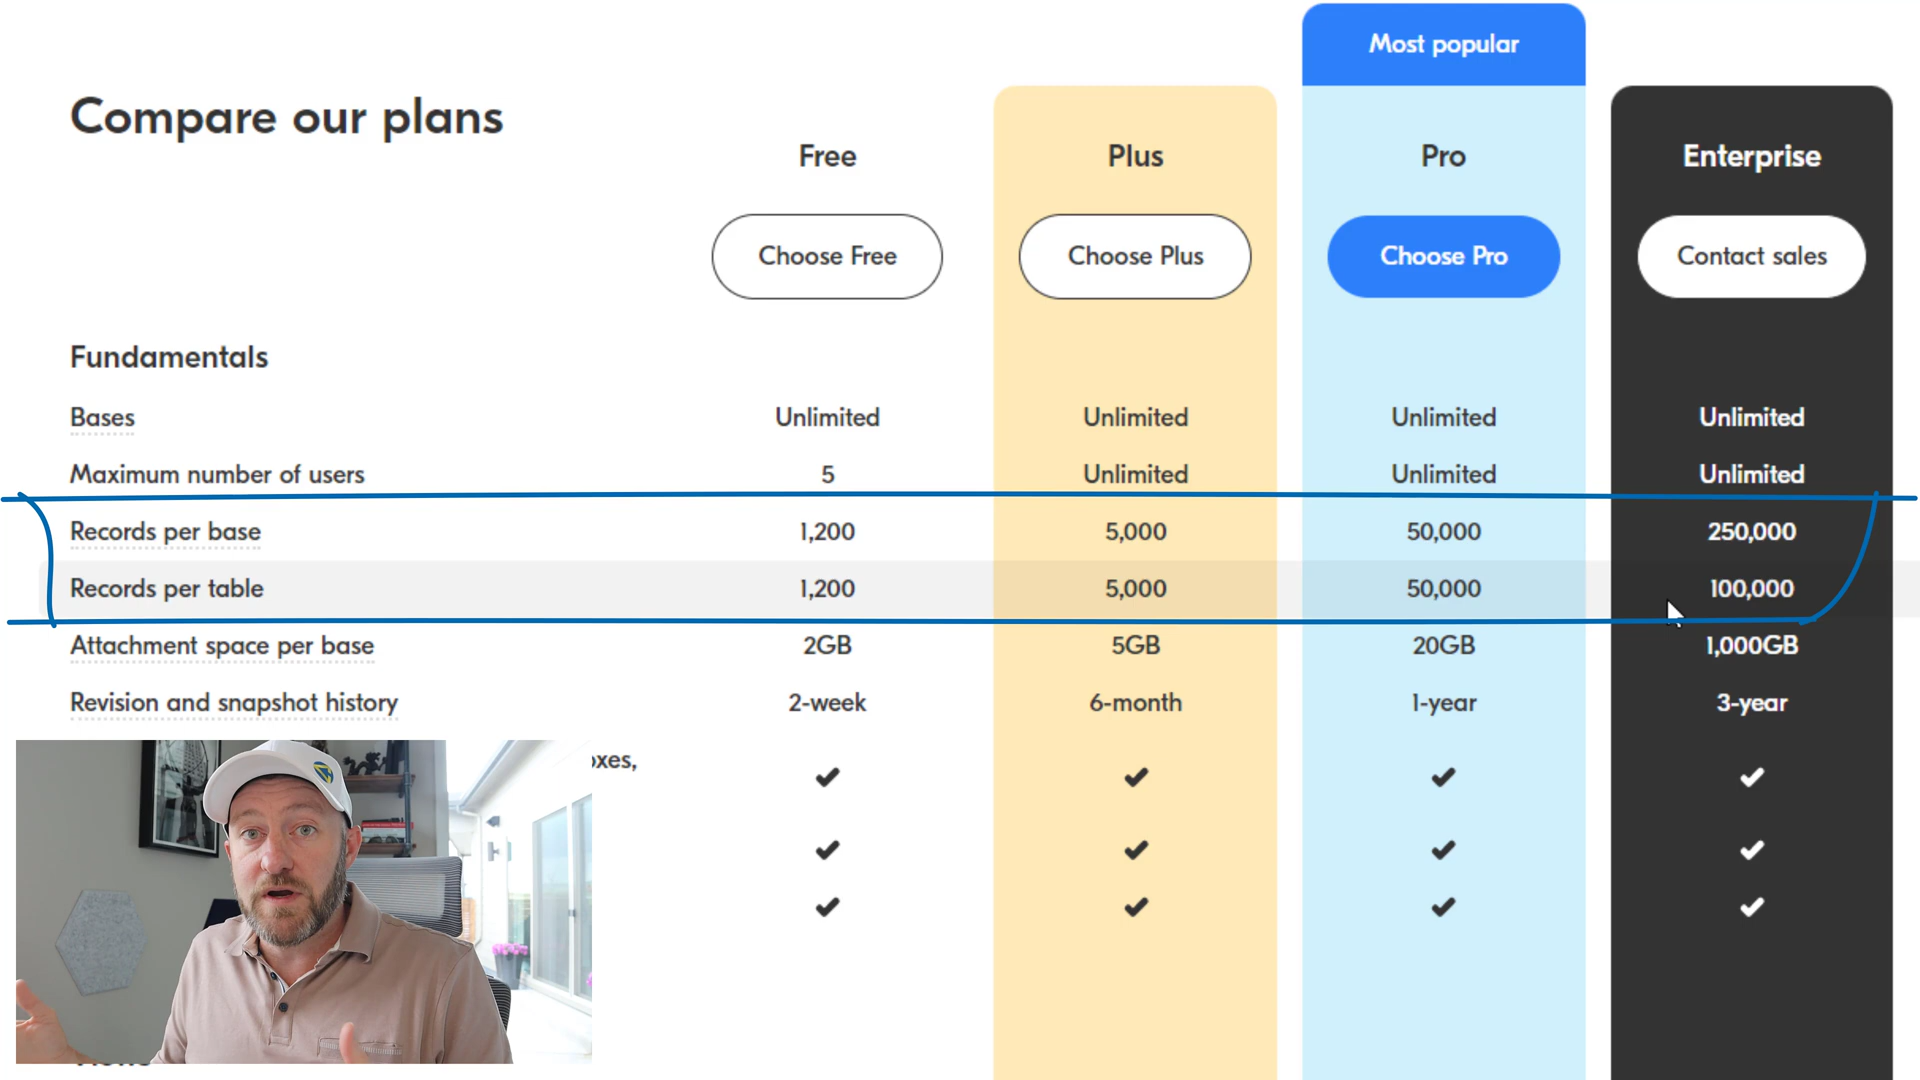 Most popular
Compare our plans
Free Plus Pro Enterprise
Choose Free Choose Plus Choose Pro Contact sales
Fundamentals
Bases Unlimited Unlimited Unlimited Unlimited
Maximum number of users 5 Unlimited Unlimited Unlimited
Records per base 1,200 5,000 50,000 250,000
Records per table 1,200 5,000 50,000 100,000
Attachment space per base 2GB 5GB 20GB 1,000GB
Revision and snapshot history 2-week 6-month 1-year 3-year